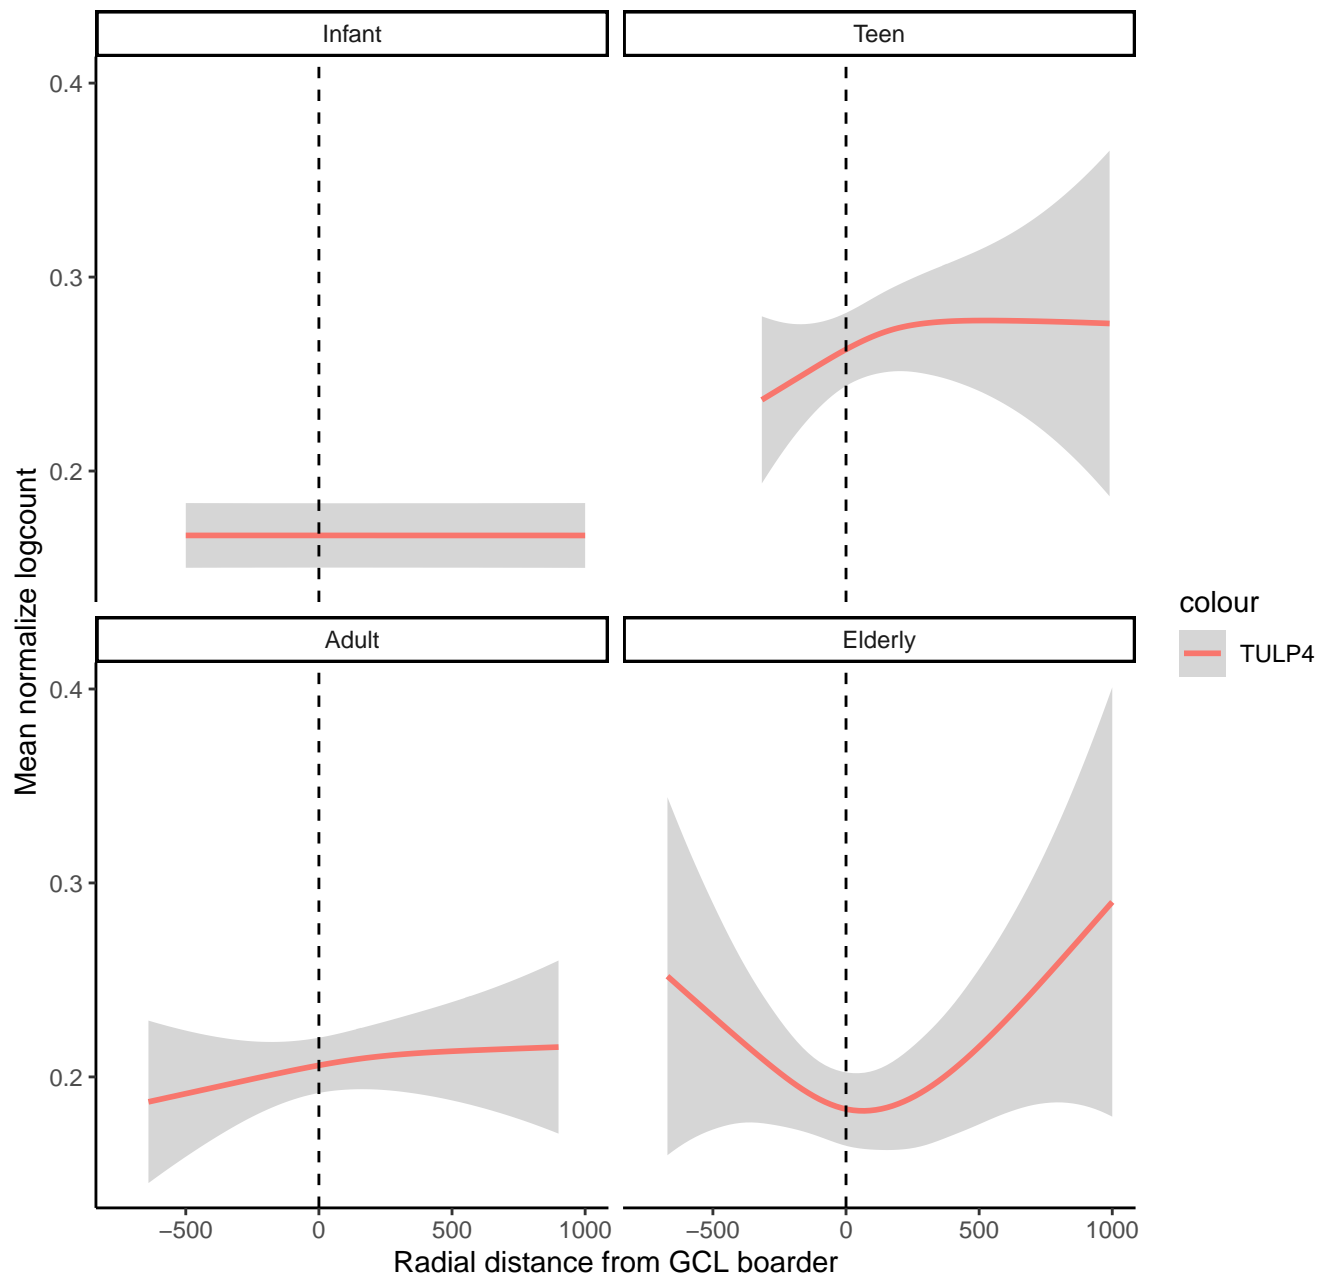 Infant
Teen
0.4
0.3
0.2
Adult
Elderly
0.4
0.3
0.2
−500
0
500
1000
−500
0
500
1000
Radial distance from GCL boarder
Mean normalize logcount
colour
TULP4